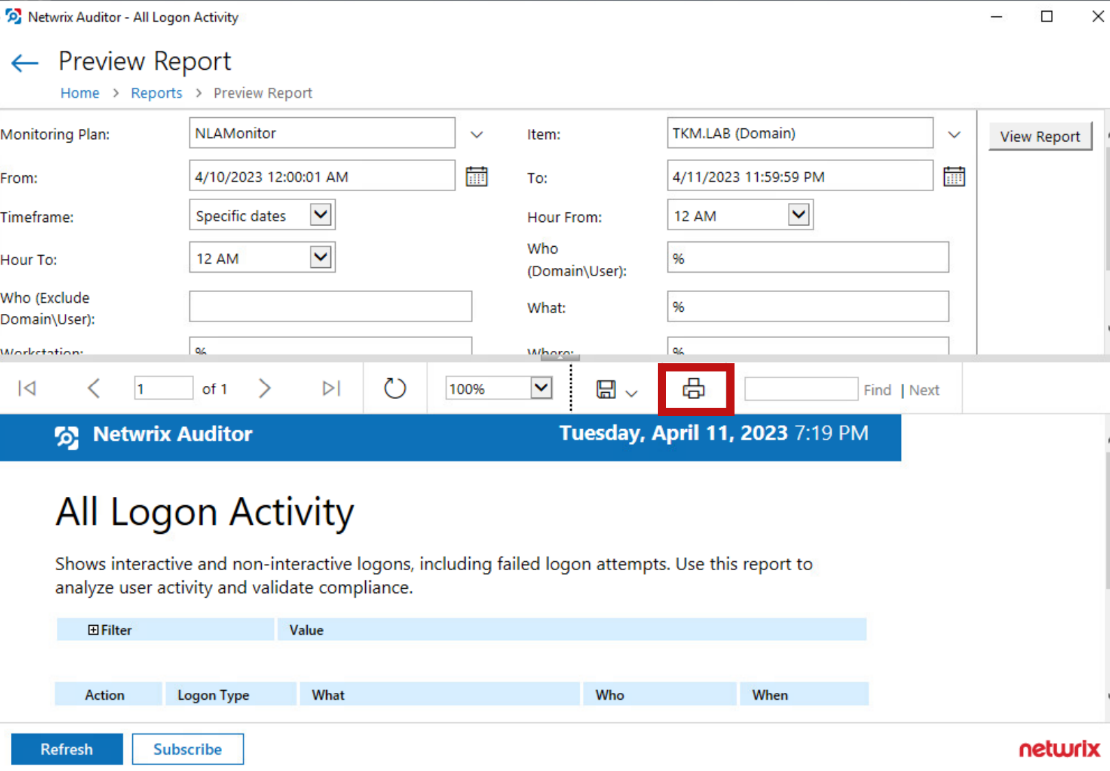 Netwrix Auditor - All Logon Activity
Preview Report
Home > Reports > Preview Report
Monitoring Plan: NLAMonitor Item: TKM.LAB (Domain) View Report
From: 4/10/2023 12:00:01 AM To: 4/11/2023 11:59:59 PM
Timeframe: Specific dates Hour From: 12 AM
Hour To: 12 AM Who (Domain\User): %
Who (Exclude Domain\User): What: %
Workstation: % Where: %
1 of 1 100% Find | Next
Netwrix Auditor Tuesday, April 11, 2023 7:19 PM
All Logon Activity
Shows interactive and non-interactive logons, including failed logon attempts. Use this report to
analyze user activity and validate compliance.
Filter Value
Action Logon Type What Who When
Refresh Subscribe netwrix